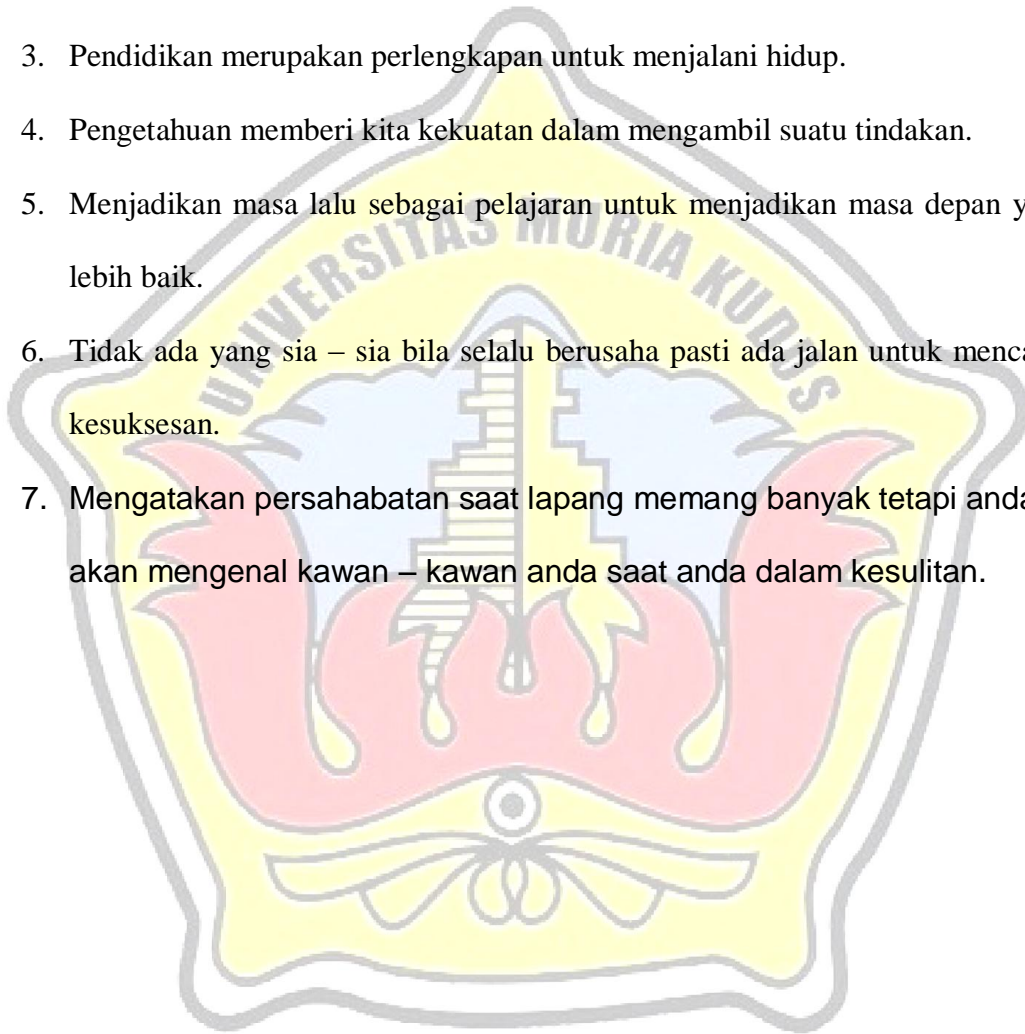 3. Pendidikan merupakan perlengkapan untuk menjalani hidup.
4. Pengetahuan memberi kita kekuatan dalam mengambil suatu tindakan.
5. Menjadikan masa lalu sebagai pelajaran untuk menjadikan masa depan
lebih baik.
6. Tidak ada yang sia – sia bila selalu berusaha pasti ada jalan untuk
kesuksesan.
7. Mengatakan persahabatan saat lapang memang banyak tetapi anda
akan mengenal kawan – kawan anda saat anda dalam kesulitan.
UNIVERSITAS MURIA KUDUS